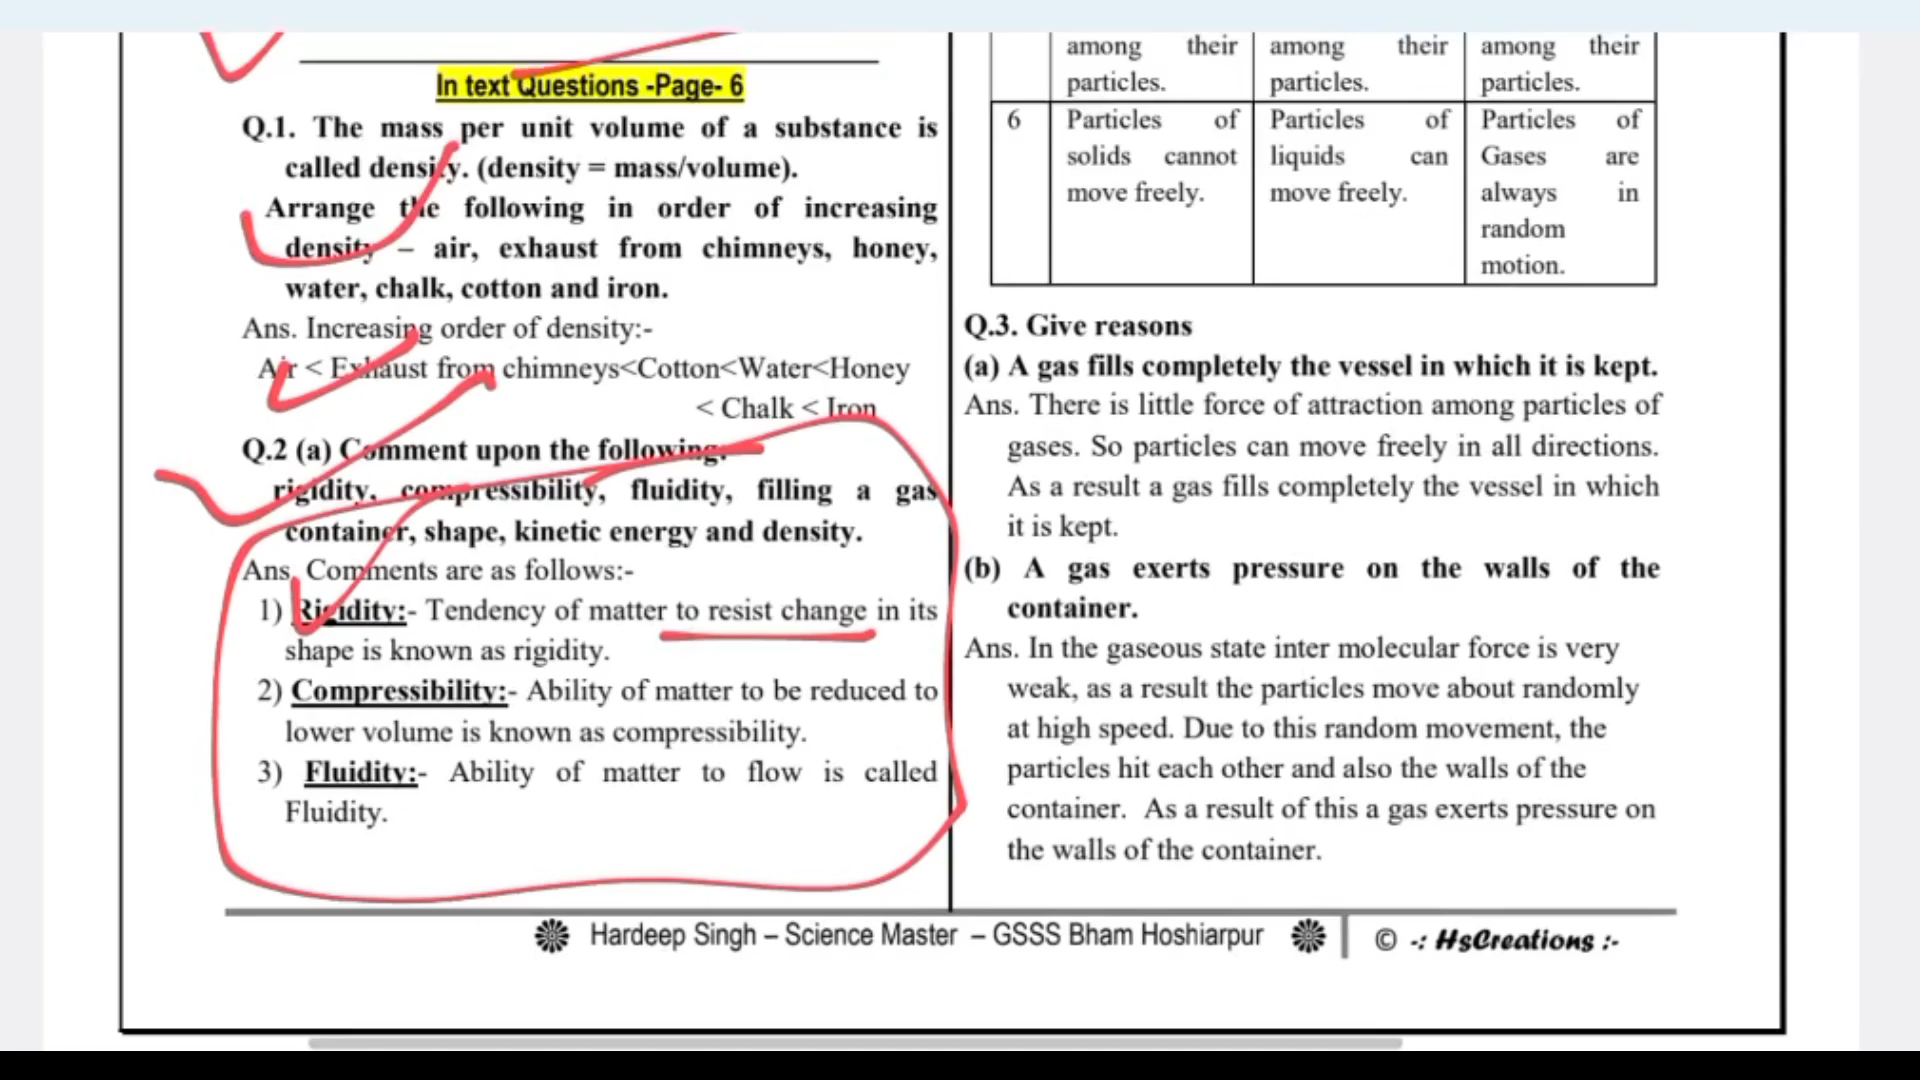 In text Questions -Page- 6
Q.1. The mass per unit volume of a substance is
called density. (density = mass/volume).
Arrange the following in order of increasing
density – air, exhaust from chimneys, honey,
water, chalk, cotton and iron.
Ans. Increasing order of density:-
Air < Exhaust from chimneys<Cotton<Water<Honey
< Chalk < Iron
Q.2 (a) Comment upon the following:
rigidity, compressibility, fluidity, filling a gas
container, shape, kinetic energy and density.
Ans. Comments are as follows:-
1) Rigidity:- Tendency of matter to resist change in its
shape is known as rigidity.
2) Compressibility:- Ability of matter to be reduced to
lower volume is known as compressibility.
3) Fluidity:- Ability of matter to flow is called
Fluidity.
among their particles.
among their particles.
among their particles.
6
Particles of
solids cannot
move freely.
Particles of
liquids can
move freely.
Particles of
Gases are
always in
random
motion.
Q.3. Give reasons
(a) A gas fills completely the vessel in which it is kept.
Ans. There is little force of attraction among particles of
gases. So particles can move freely in all directions.
As a result a gas fills completely the vessel in which
it is kept.
(b) A gas exerts pressure on the walls of the
container.
Ans. In the gaseous state inter molecular force is very
weak, as a result the particles move about randomly
at high speed. Due to this random movement, the
particles hit each other and also the walls of the
container. As a result of this a gas exerts pressure on
the walls of the container.
Hardeep Singh – Science Master – GSSS Bham Hoshiarpur
© -: HsCreations :-